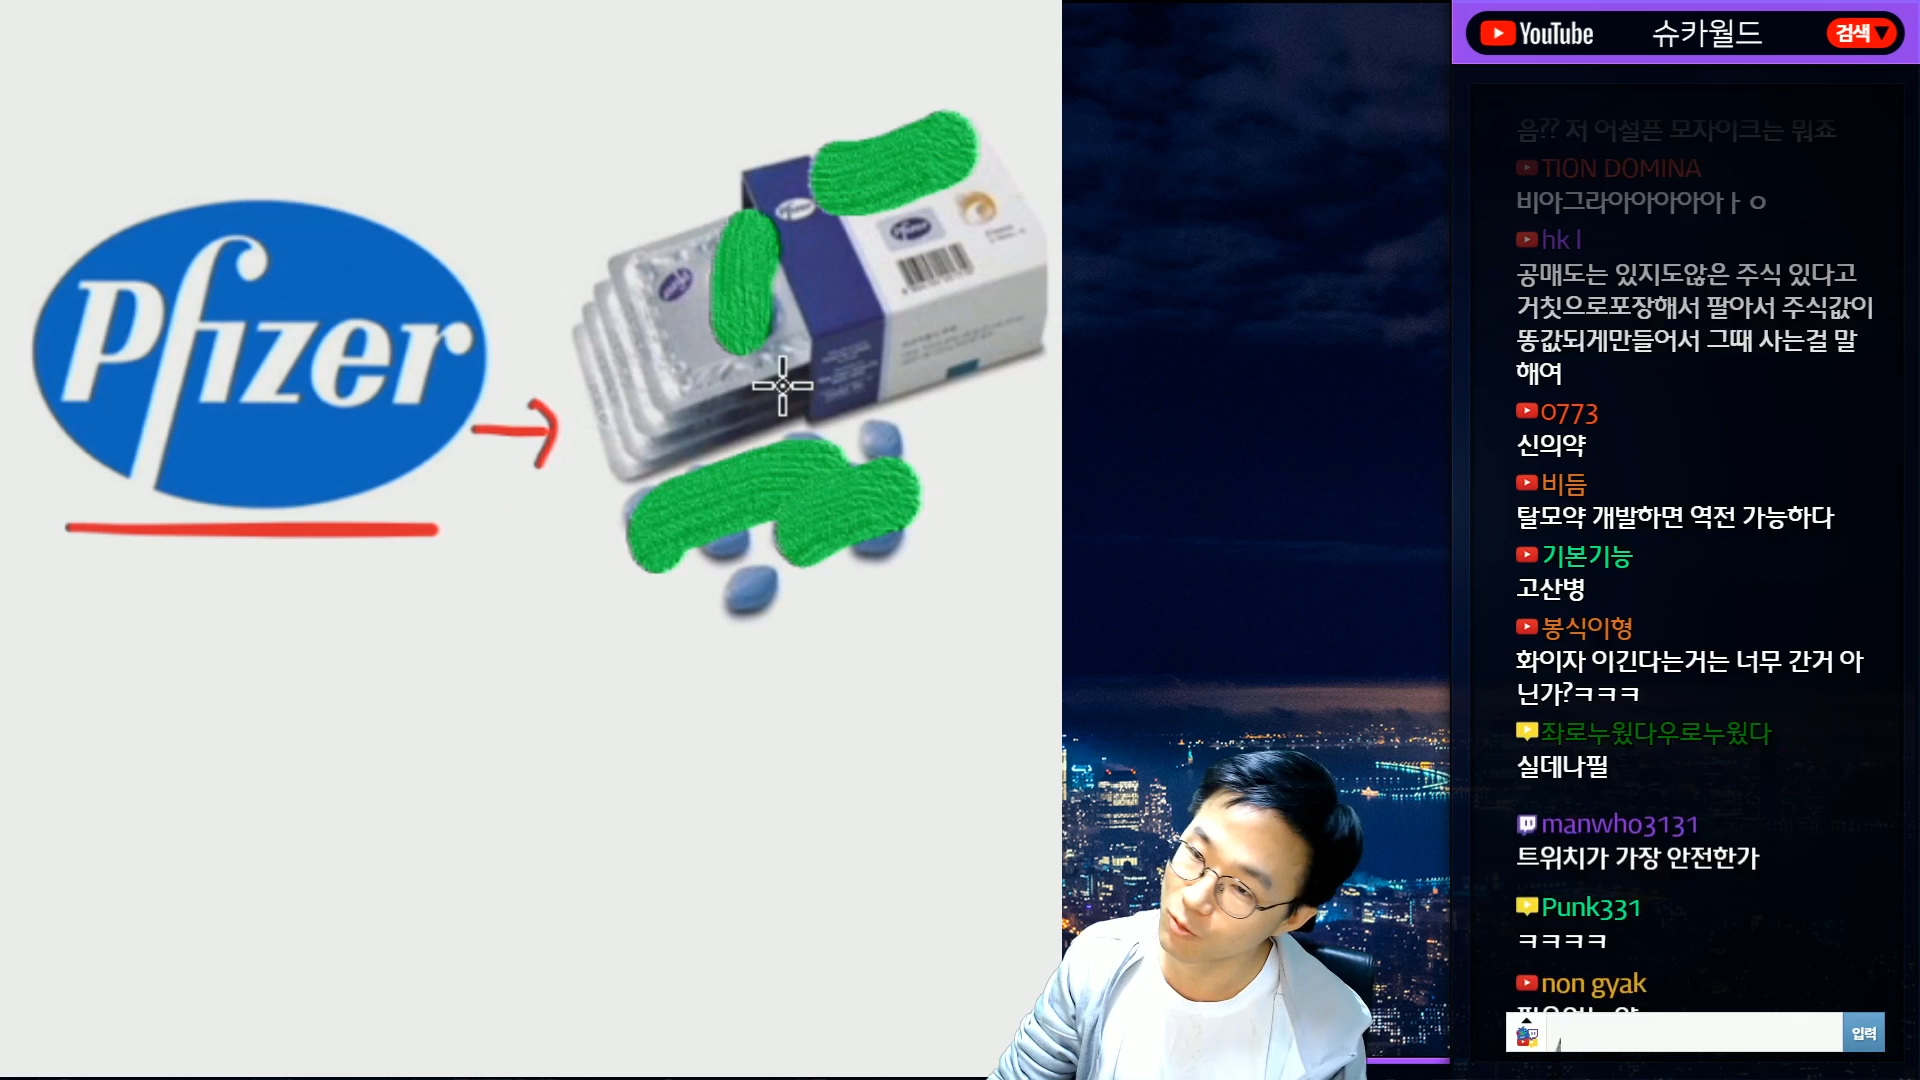 Pfizer
Pfizer
Pfizer
Pfizer
YouTube
슈카월드
검색▼
음?? 저 어설픈 모자이크는 뭐죠
TION DOMINA
비아그라아아아아아ㅏㅇ
hk l
공매도는 있지도않은 주식 있다고
거짓으로포장해서 팔아서 주식값이
똥값되게만들어서 그때 사는걸 말
해여
0773
신의약
비듬
탈모약 개발하면 역전 가능하다
기본기능
고산병
봉식이형
화이자 이긴다는거는 너무 간거 아
닌가?ㅋㅋㅋ
좌로누웠다우로누웠다
실데나필
manwho3131
트위치가 가장 안전한가
Punk331
ㅋㅋㅋㅋ
non gyak
입력